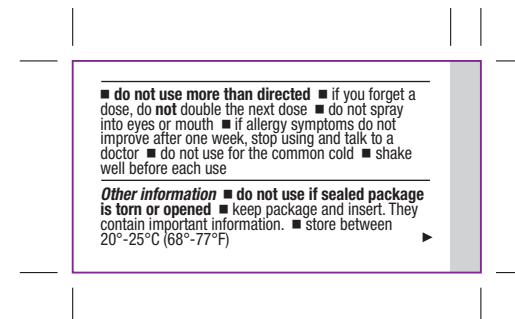 ■ do not use more than directed ■ if you forget a
dose, do not double the next dose ■ do not spray
into eyes or mouth ■ if allergy symptoms do not
improve after one week, stop using and talk to a
doctor ■ do not use for the common cold ■ shake
well before each use
Other information ■ do not use if sealed package
is torn or opened ■ keep package and insert. They
contain important information. ■ store between
20°-25°C (68°-77°F) ►